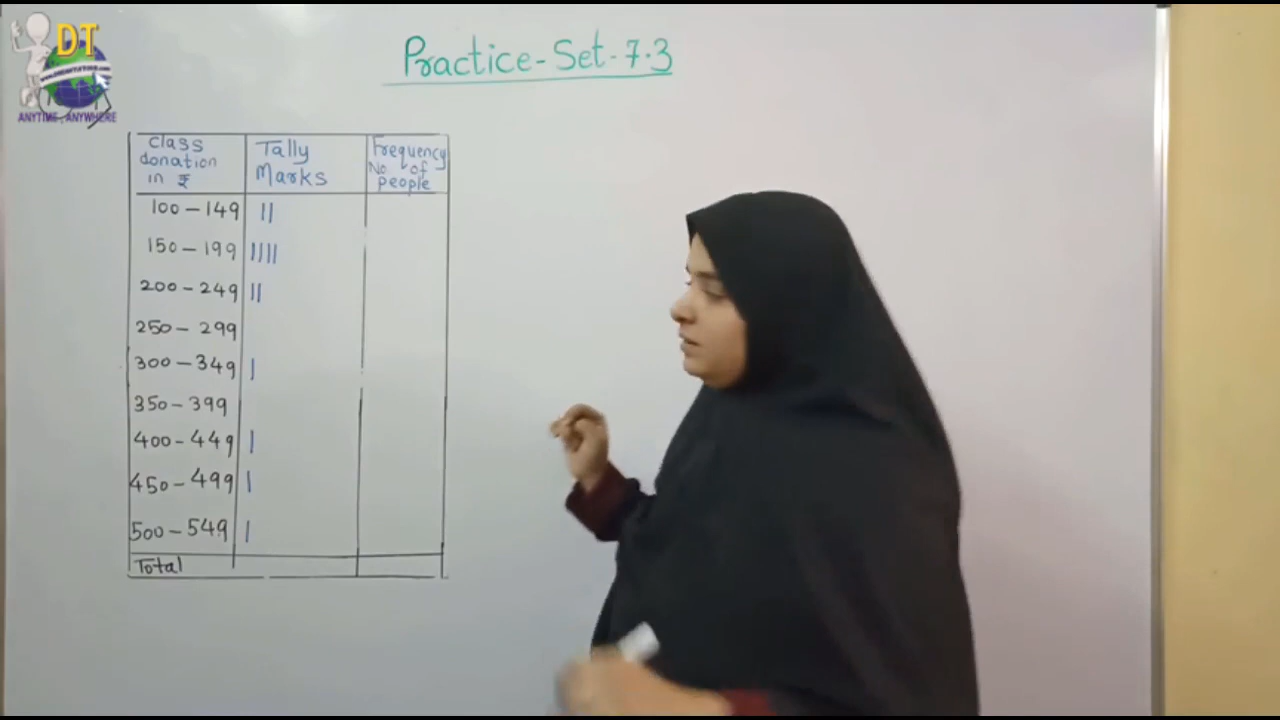 DT
ANYTIME, ANYWHERE
Practice-Set-7.3
Class donation in ₹ Tally Marks Frequency No. of people
100-149 ||
150-199 ||||
200-249 ||
250-299
300-349 |
350-399
400-449 |
450-499 |
500-549 |
Total